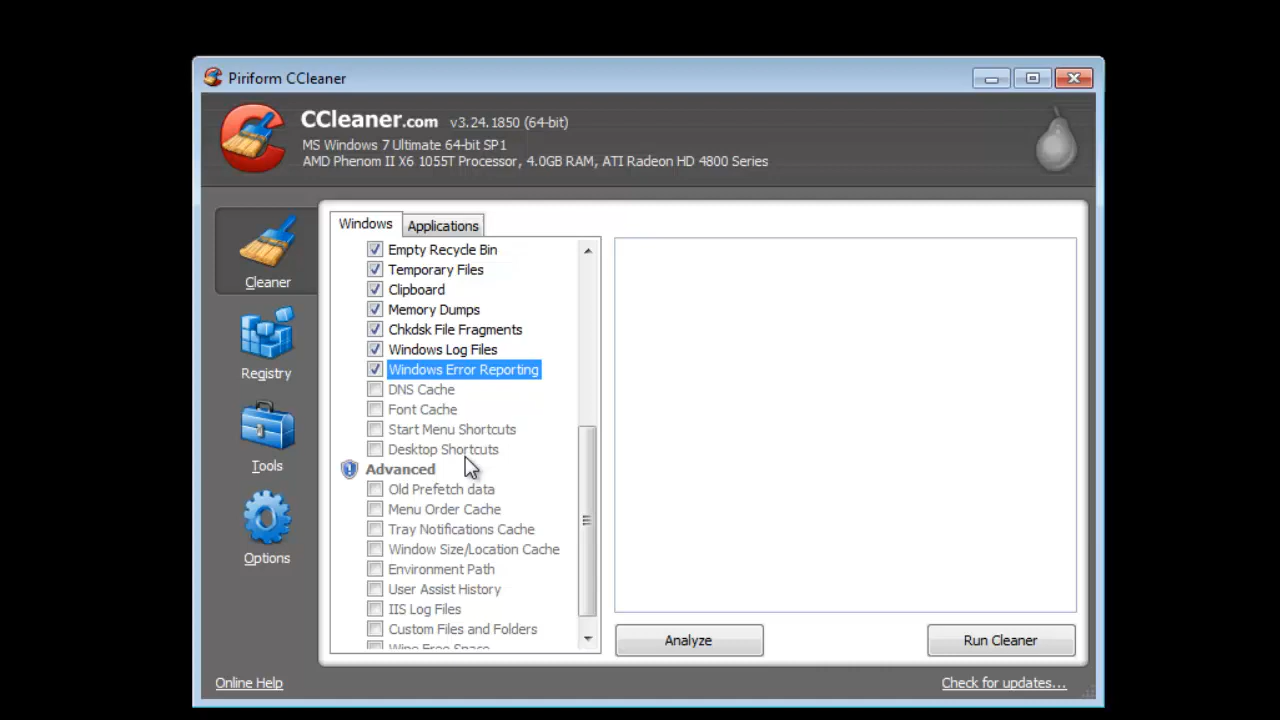 Piriform CCleaner
CCleaner.com v3.24.1850 (64-bit)
MS Windows 7 Ultimate 64-bit SP1
AMD Phenom II X6 1055T Processor, 4.0GB RAM, ATI Radeon HD 4800 Series
Cleaner
Registry
Tools
Options
Windows Applications
Empty Recycle Bin
Temporary Files
Clipboard
Memory Dumps
Chkdsk File Fragments
Windows Log Files
Windows Error Reporting
DNS Cache
Font Cache
Start Menu Shortcuts
Desktop Shortcuts
Advanced
Old Prefetch data
Menu Order Cache
Tray Notifications Cache
Window Size/Location Cache
Environment Path
User Assist History
IIS Log Files
Custom Files and Folders
Wipe Free Space
Analyze
Run Cleaner
Online Help
Check for updates...